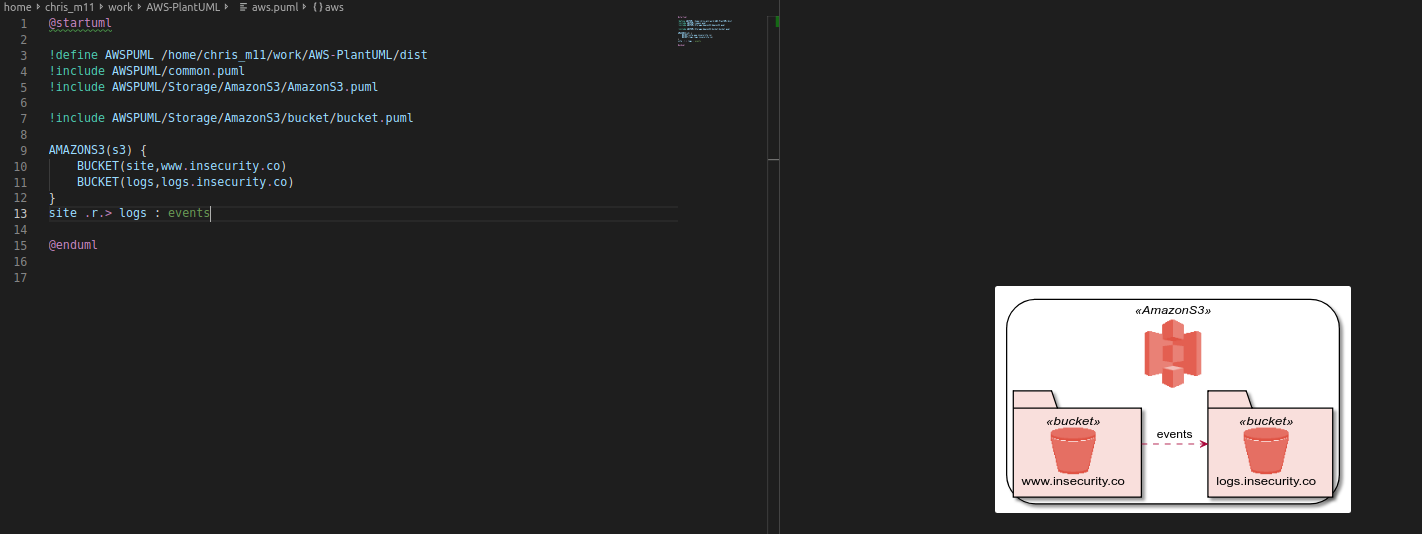 home › chris_m11 › work › AWS-PlantUML › aws.puml › {} aws
1 @startuml
2
3 !define AWSPUML /home/chris_m11/work/AWS-PlantUML/dist
4 !include AWSPUML/common.puml
5 !include AWSPUML/Storage/AmazonS3/AmazonS3.puml
6
7 !include AWSPUML/Storage/AmazonS3/bucket/bucket.puml
8
9 AMAZONS3(s3) {
10     BUCKET(site,www.insecurity.co)
11     BUCKET(logs,logs.insecurity.co)
12 }
13 site .r.> logs : events
14
15 @enduml
16
17
«AmazonS3»
«bucket»
www.insecurity.co
events
«bucket»
logs.insecurity.co